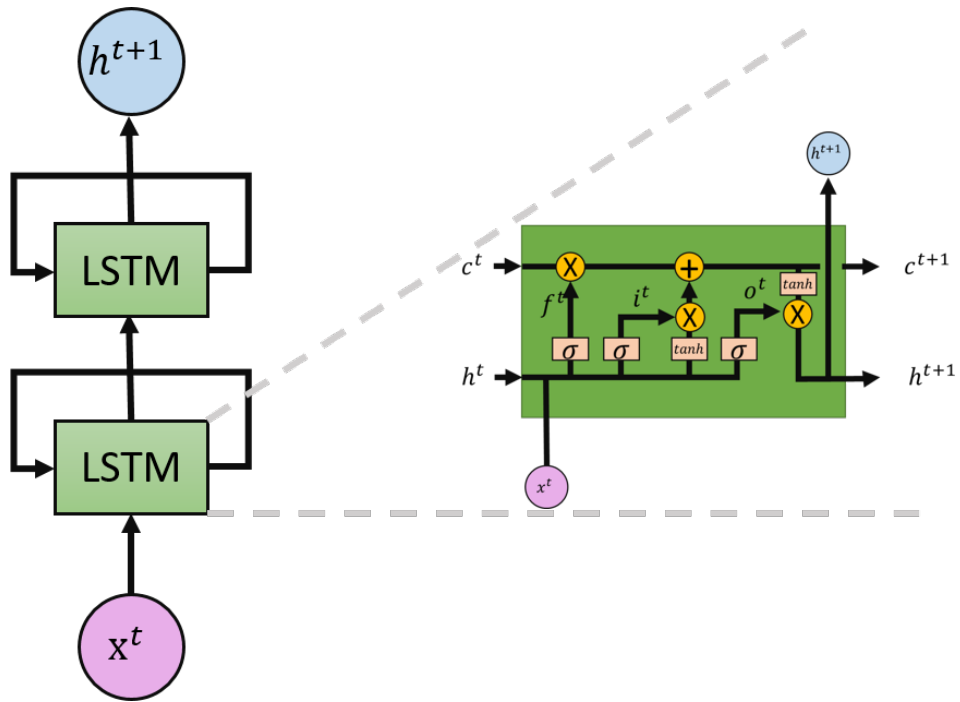 h^{t+1}
LSTM
LSTM
x^t
h^{t+1}
c^t
X
+
c^{t+1}
f^t
i^t
o^t
tanh
X
X
σ
σ
tanh
σ
h^t
h^{t+1}
x^t